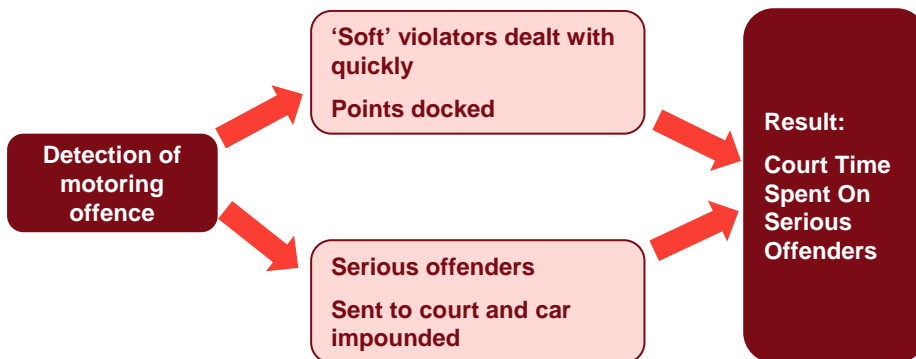 ‘Soft’ violators dealt with
quickly
Points docked
Detection of
motoring
offence
Serious offenders
Sent to court and car
impounded
Result:
Court Time
Spent On
Serious
Offenders